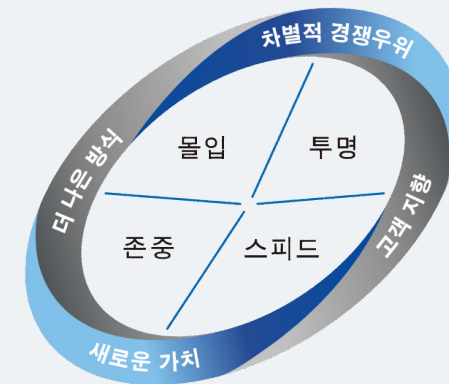 차별적 경쟁우위
더 나은 방식
몰입
투명
고객 지향
존중
스피드
새로운 가치